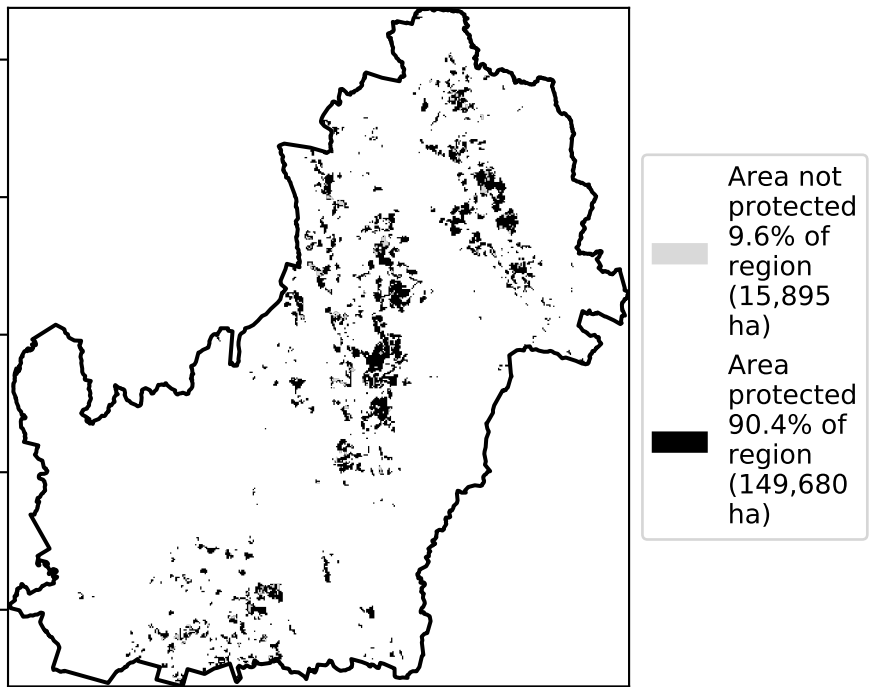 Area not
protected
9.6% of
region
(15,895
ha)
Area
protected
90.4% of
region
(149,680
ha)